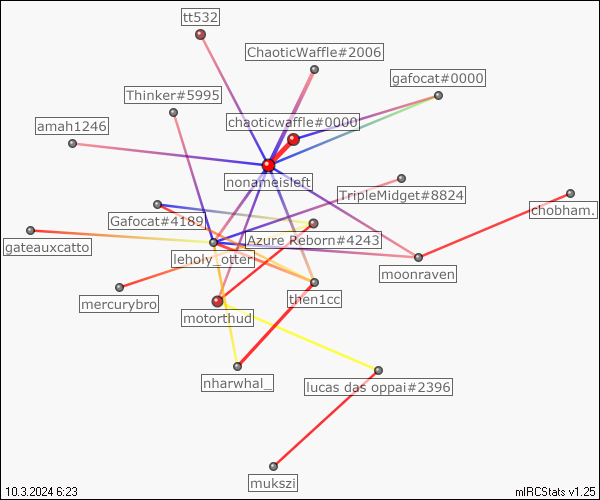 tt532
ChaoticWaffle#2006
gafocat#0000
Thinker#5995
chaoticwaffle#0000
amah1246
nonameisleft
TripleMidget#8824
chobham.
Gafocat#4189
Azure Reborn#4243
gateauxcatto
leholy_otter
moonraven
mercurybro
then1cc
motorthud
nharwhal_
lucas das oppai#2396
mukszi
10.3.2024 6:23
mIRCStats v1.25